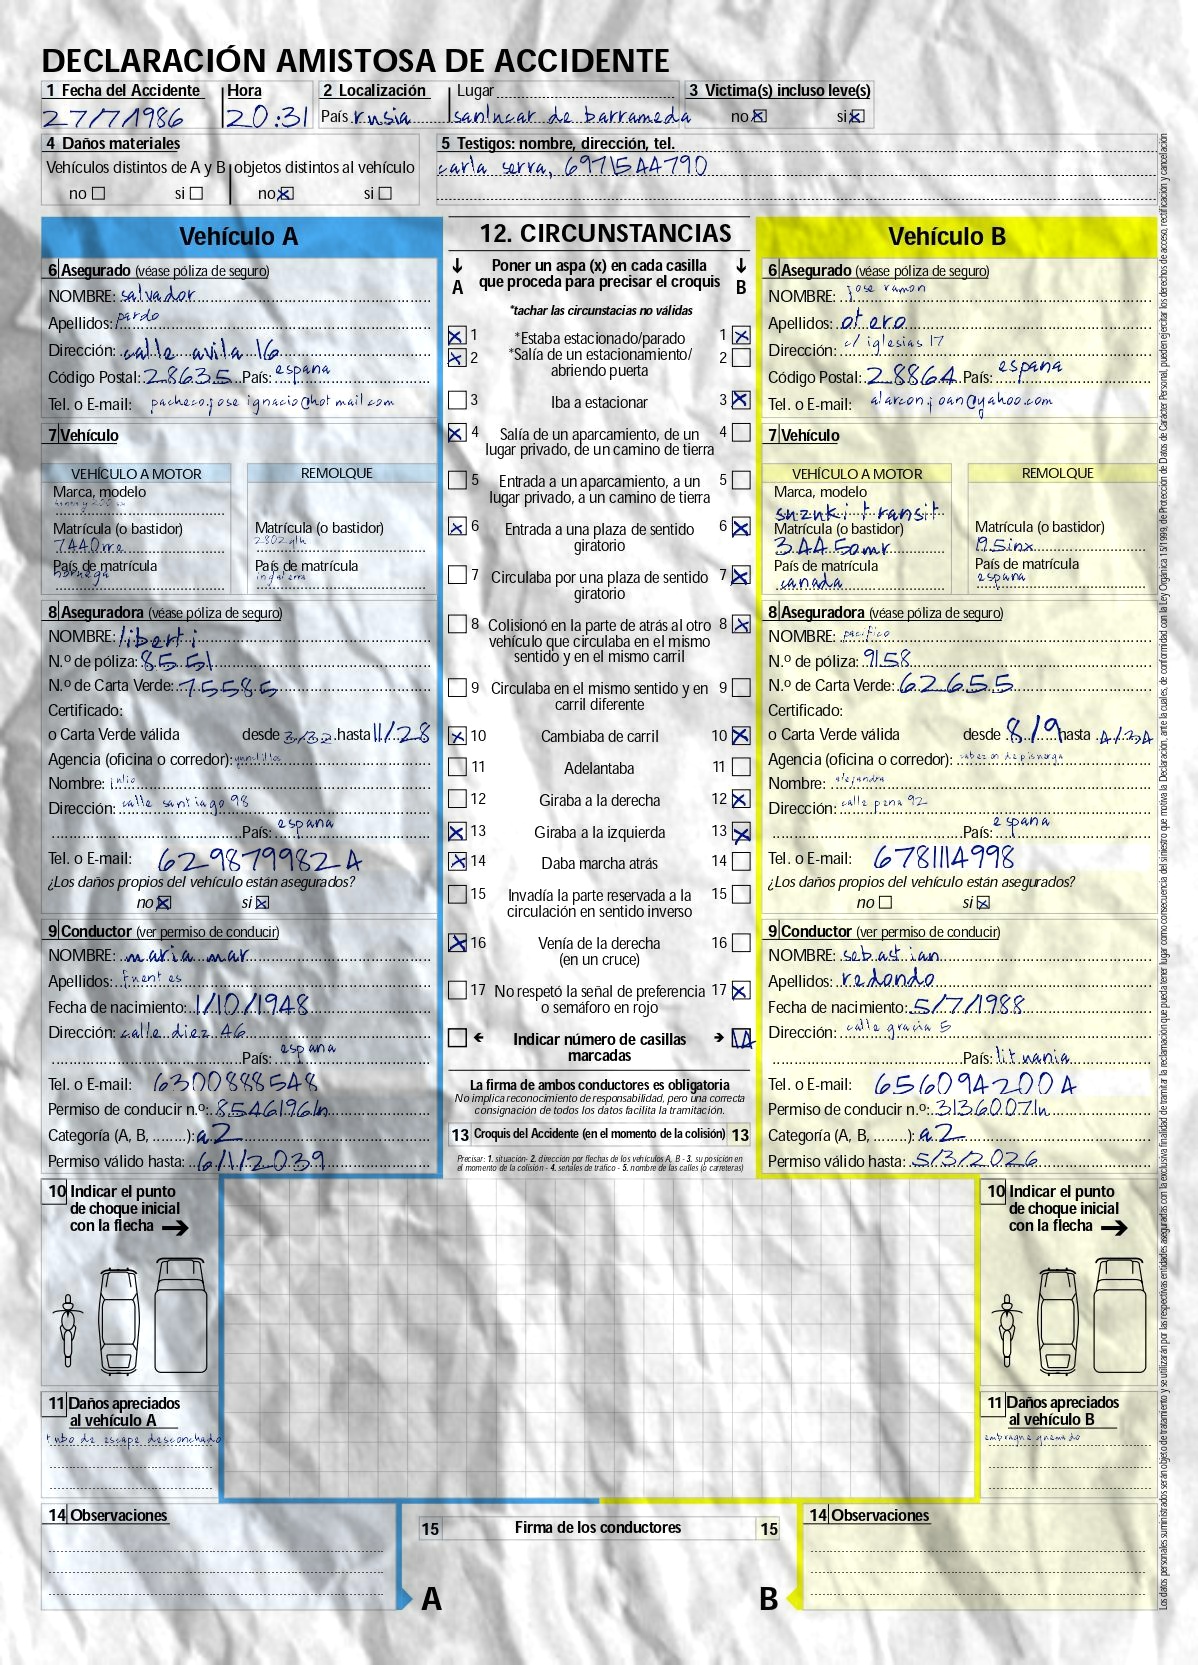 DECLARACIÓN AMISTOSA DE ACCIDENTE
1 Fecha del Accidente Hora 2 Localización Lugar 3 Victima(s) incluso leve(s)
27/7/1986 20:31 País rusia sanlucar de barrameda no si
4 Daños materiales
Vehículos distintos de A y B objetos distintos al vehículo
no si no si
5 Testigos: nombre, dirección, tel.
carla serra, 6971544790
Vehículo A
6 Asegurado (véase póliza de seguro)
NOMBRE: salvador
Apellidos: pardo
Dirección: calle avila 16
Código Postal: 28635 País: espana
Tel. o E-mail: pacheco.jose ignacio@hotmail.com
7 Vehículo
VEHÍCULO A MOTOR REMOLQUE
Marca, modelo
Matrícula (o bastidor) Matrícula (o bastidor)
7440rre 2802glh
País de matrícula País de matrícula
noruega inglaterra
8 Aseguradora (véase póliza de seguro)
NOMBRE: liberti
N.º de póliza: 8551
N.º de Carta Verde: 75585
Certificado:
o Carta Verde válida desde 3/32 hasta 11/28
Agencia (oficina o corredor):
Nombre: julio
Dirección: calle santiago 98
País: espana
Tel. o E-mail: 629879982A
¿Los daños propios del vehículo están asegurados?
no si
9 Conductor (ver permiso de conducir)
NOMBRE: maria mar
Apellidos: fuentes
Fecha de nacimiento: 1/10/1948
Dirección: calle diez 46
País: espana
Tel. o E-mail: 6300888548
Permiso de conducir n.º: 8546196ln
Categoría (A, B, ........): a2
Permiso válido hasta: 6/1/2039
12. CIRCUNSTANCIAS
A Poner un aspa (x) en cada casilla que proceda para precisar el croquis B
*tachar las circunstacias no válidas
1 *Estaba estacionado/parado 1
2 *Salía de un estacionamiento/ 2
abriendo puerta
3 Iba a estacionar 3
4 Salía de un aparcamiento, de un 4
lugar privado, de un camino de tierra
5 Entrada a un aparcamiento, a un 5
lugar privado, a un camino de tierra
6 Entrada a una plaza de sentido 6
giratorio
7 Circulaba por una plaza de sentido 7
giratorio
8 Colisionó en la parte de atrás al otro 8
vehículo que circulaba en el mismo
sentido y en el mismo carril
9 Circulaba en el mismo sentido y en 9
carril diferente
10 Cambiaba de carril 10
11 Adelantaba 11
12 Giraba a la derecha 12
13 Giraba a la izquierda 13
14 Daba marcha atrás 14
15 Invadía la parte reservada a la 15
circulación en sentido inverso
16 Venía de la derecha 16
(en un cruce)
17 No respetó la señal de preferencia 17
o semáforo en rojo
Indicar número de casillas
marcadas
La firma de ambos conductores es obligatoria
No implica reconocimiento de responsabilidad, pero una correcta
consignación de todos los datos facilita la tramitación.
13 Croquis del Accidente (en el momento de la colisión) 13
Precisar: 1. situación- 2. dirección por flechas de los vehículos A, B - 3. su posición en
el momento de la colisión - 4. señales de tráfico - 5. nombre de las calles (o carreteras)
Vehículo B
6 Asegurado (véase póliza de seguro)
NOMBRE: jose ramon
Apellidos: otero
Dirección: c/ iglesias 17
Código Postal: 28864 País: espana
Tel. o E-mail: alarconjoan@yahoo.com
7 Vehículo
VEHÍCULO A MOTOR REMOLQUE
Marca, modelo
suzuki transit
Matrícula (o bastidor) Matrícula (o bastidor)
3445amr 195inx
País de matrícula País de matrícula
canada espana
8 Aseguradora (véase póliza de seguro)
NOMBRE: pacifico
N.º de póliza: 9158
N.º de Carta Verde: 62655
Certificado:
o Carta Verde válida desde 8/9 hasta 4/34
Agencia (oficina o corredor): cabezon de pisuerga
Nombre: alejandra
Dirección: calle pena 92
País: espana
Tel. o E-mail: 6781114998
¿Los daños propios del vehículo están asegurados?
no si
9 Conductor (ver permiso de conducir)
NOMBRE: sebastian
Apellidos: redondo
Fecha de nacimiento: 5/7/1988
Dirección: calle gracia 5
País: lituania
Tel. o E-mail: 656094200A
Permiso de conducir n.º: 3136007ln
Categoría (A, B, ........): a2
Permiso válido hasta: 5/3/2026
10 Indicar el punto
de choque inicial
con la flecha
11 Daños apreciados
al vehículo A
tubo de escape desconchado
10 Indicar el punto
de choque inicial
con la flecha
11 Daños apreciados
al vehículo B
embrague quemado
14 Observaciones
15 Firma de los conductores 15
A B
14 Observaciones
Los datos personales suministrados serán objeto de tratamiento y se utilizarán por las respectivas entidades aseguradas con la exclusiva finalidad de tramitar la reclamación que pueda tener lugar como consecuencia del siniestro que motiva la Declaración, ante la cuales, de conformidad con la Ley Orgánica 15/1999, de Protección de Datos de Carácter Personal, pueden ejercitar los derechos de acceso, rectificación y cancelación